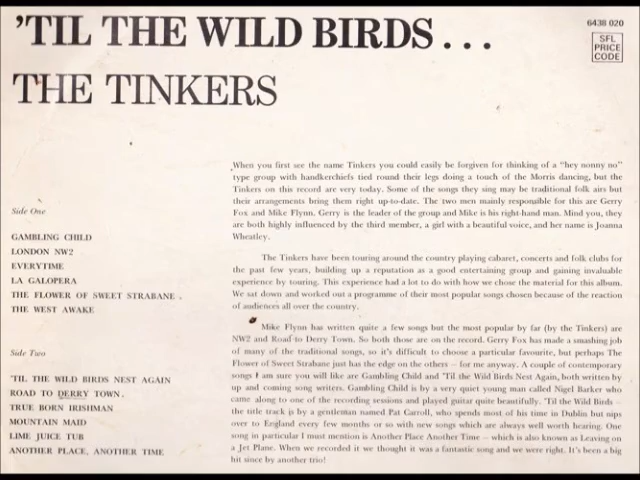 'TIL THE WILD BIRDS . . .
6438 020
SFL
PRICE
CODE
THE TINKERS
When you first see the name Tinkers you could easily be forgiven for thinking of a "hey nonny no"
type group with handkerchiefs tied round their legs doing a touch of the Morris dancing, but the
Tinkers on this record are very today. Some of the songs they sing may be traditional folk airs but
their arrangements bring them right up-to-date. The two men mainly responsible for this are Gerry
Fox and Mike Flynn. Gerry is the leader of the group and Mike is his right-hand man. Mind you, they
are both highly influenced by the third member, a girl with a beautiful voice, and her name is Joanna
Wheatley.
The Tinkers have been touring around the country playing cabaret, concerts and folk clubs for
the past few years, building up a reputation as a good entertaining group and gaining invaluable
experience by touring. This experience had a lot to do with how we chose the material for this album.
We sat down and worked out a programme of their most popular songs chosen because of the reaction
of audiences all over the country.
Mike Flynn has written quite a few songs but the most popular by far (by the Tinkers) are
NW2 and Road to Derry Town. So both those are on the record. Gerry Fox has made a smashing job
of many of the traditional songs, so it's difficult to choose a particular favourite, but perhaps The
Flower of Sweet Strabane just has the edge on the others – for me anyway. A couple of contemporary
songs I am sure you will like are Gambling Child and 'Til the Wild Birds Nest Again, both written by
up and coming song writers. Gambling Child is by a very quiet young man called Nigel Barker who
came along to one of the recording sessions and played guitar quite beautifully. 'Til the Wild Birds –
the title track is by a gentleman named Pat Carroll, who spends most of his time in Dublin but nips
over to England every few months or so with new songs which are always well worth hearing. One
song in particular I must mention is Another Place Another Time – which is also known as Leaving on
a Jet Plane. When we recorded it we thought it was a fantastic song and we were right. It's been a big
hit since by another trio!
Side One
GAMBLING CHILD
LONDON NW2
EVERYTIME
LA GALOPERA
THE FLOWER OF SWEET STRABANE .
THE WEST AWAKE
Side Two
'TIL THE WILD BIRDS NEST AGAIN
ROAD TO DERRY TOWN .
TRUE BORN IRISHMAN
MOUNTAIN MAID
LIME JUICE TUB
ANOTHER PLACE, ANOTHER TIME